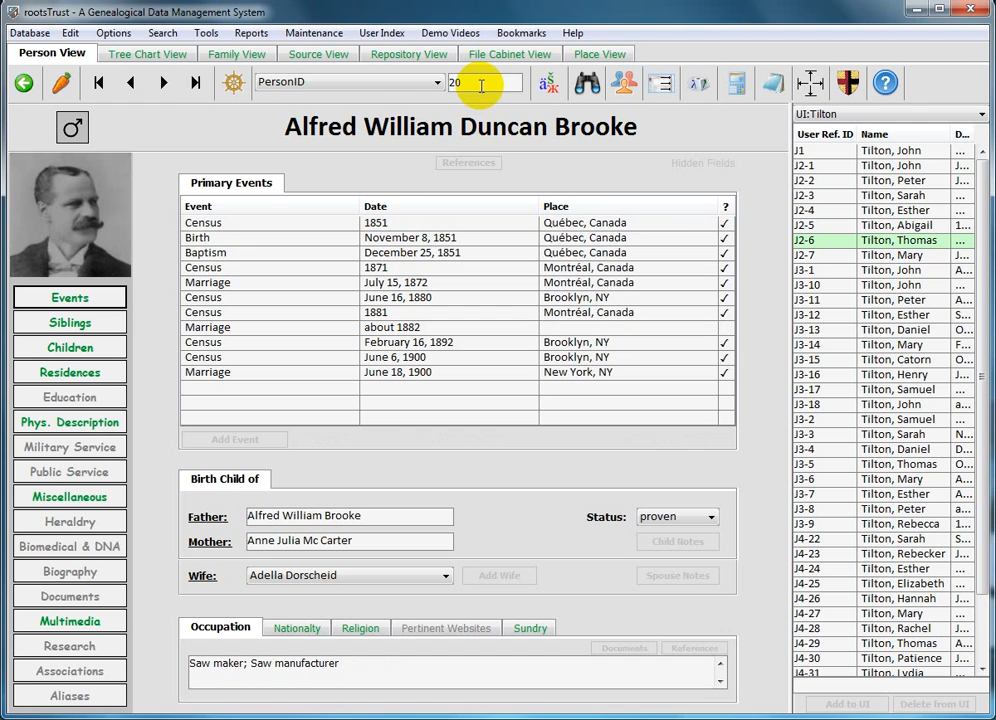 rootsTrust - A Genealogical Data Management System
Database Edit Options Search Tools Reports Maintenance User Index Demo Videos Bookmarks Help
Person View Tree Chart View Family View Source View Repository View File Cabinet View Place View
PersonID 20 äšж
UI:Tilton
Alfred William Duncan Brooke
References Hidden Fields
Primary Events
Event Date Place ?
Census 1851 Québec, Canada ✓
Birth November 8, 1851 Québec, Canada ✓
Baptism December 25, 1851 Québec, Canada ✓
Census 1871 Montréal, Canada ✓
Marriage July 15, 1872 Montréal, Canada ✓
Census June 16, 1880 Brooklyn, NY ✓
Census 1881 Montréal, Canada ✓
Marriage about 1882
Census February 16, 1892 Brooklyn, NY ✓
Census June 6, 1900 Brooklyn, NY ✓
Marriage June 18, 1900 New York, NY ✓
Add Event
Birth Child of
Father: Alfred William Brooke Status: proven
Mother: Anne Julia Mc Carter Child Notes
Wife: Adella Dorscheid Add Wife Spouse Notes
Occupation Nationalty Religion Pertinent Websites Sundry
Documents References
Saw maker; Saw manufacturer
Events
Siblings
Children
Residences
Education
Phys. Description
Military Service
Public Service
Miscellaneous
Heraldry
Biomedical & DNA
Biography
Documents
Multimedia
Research
Associations
Aliases
User Ref. ID Name D...
J1 Tilton, John ...
J2-1 Tilton, John J...
J2-2 Tilton, Peter J...
J2-3 Tilton, Sarah ...
J2-4 Tilton, Esther ...
J2-5 Tilton, Abigail 1...
J2-6 Tilton, Thomas ...
J2-7 Tilton, Mary J...
J3-1 Tilton, John A...
J3-10 Tilton, John J...
J3-11 Tilton, Peter A...
J3-12 Tilton, Esther S...
J3-13 Tilton, Daniel O...
J3-14 Tilton, Mary F...
J3-15 Tilton, Catorn O...
J3-16 Tilton, Henry J...
J3-17 Tilton, Samuel ...
J3-18 Tilton, John a...
J3-2 Tilton, Samuel ...
J3-3 Tilton, Sarah N...
J3-4 Tilton, Daniel D...
J3-5 Tilton, Thomas O...
J3-6 Tilton, Mary A...
J3-7 Tilton, Esther A...
J3-8 Tilton, Peter a...
J3-9 Tilton, Rebecca 1...
J4-22 Tilton, Sarah S...
J4-23 Tilton, Rebecker J...
J4-24 Tilton, Esther J...
J4-25 Tilton, Elizabeth ...
J4-26 Tilton, Hannah J...
J4-27 Tilton, Mary ...
J4-28 Tilton, Rachel J...
J4-29 Tilton, Thomas A...
J4-30 Tilton, Patience J...
J4-31 Tilton, Lydia ...
Add to UI Delete from UI